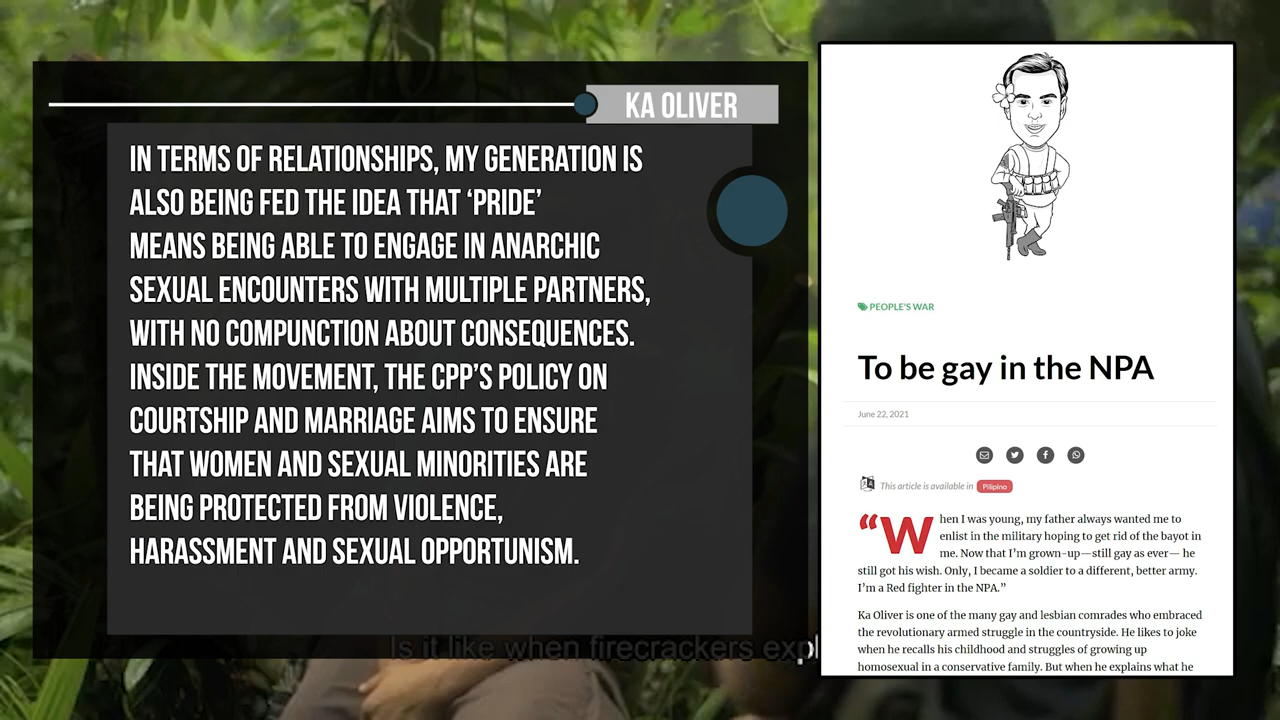 KA OLIVER
IN TERMS OF RELATIONSHIPS, MY GENERATION IS
ALSO BEING FED THE IDEA THAT ‘PRIDE’
MEANS BEING ABLE TO ENGAGE IN ANARCHIC
SEXUAL ENCOUNTERS WITH MULTIPLE PARTNERS,
WITH NO COMPUNCTION ABOUT CONSEQUENCES.
INSIDE THE MOVEMENT, THE CPP’S POLICY ON
COURTSHIP AND MARRIAGE AIMS TO ENSURE
THAT WOMEN AND SEXUAL MINORITIES ARE
BEING PROTECTED FROM VIOLENCE,
HARASSMENT AND SEXUAL OPPORTUNISM.
Is it like when firecrackers expl
PEOPLE'S WAR
To be gay in the NPA
June 22, 2021
This article is available in Pilipino
“When I was young, my father always wanted me to
enlist in the military hoping to get rid of the bayot in
me. Now that I’m grown-up—still gay as ever— he
still got his wish. Only, I became a soldier to a different, better army.
I’m a Red fighter in the NPA.”
Ka Oliver is one of the many gay and lesbian comrades who embraced
the revolutionary armed struggle in the countryside. He likes to joke
when he recalls his childhood and struggles of growing up
homosexual in a conservative family. But when he explains what he